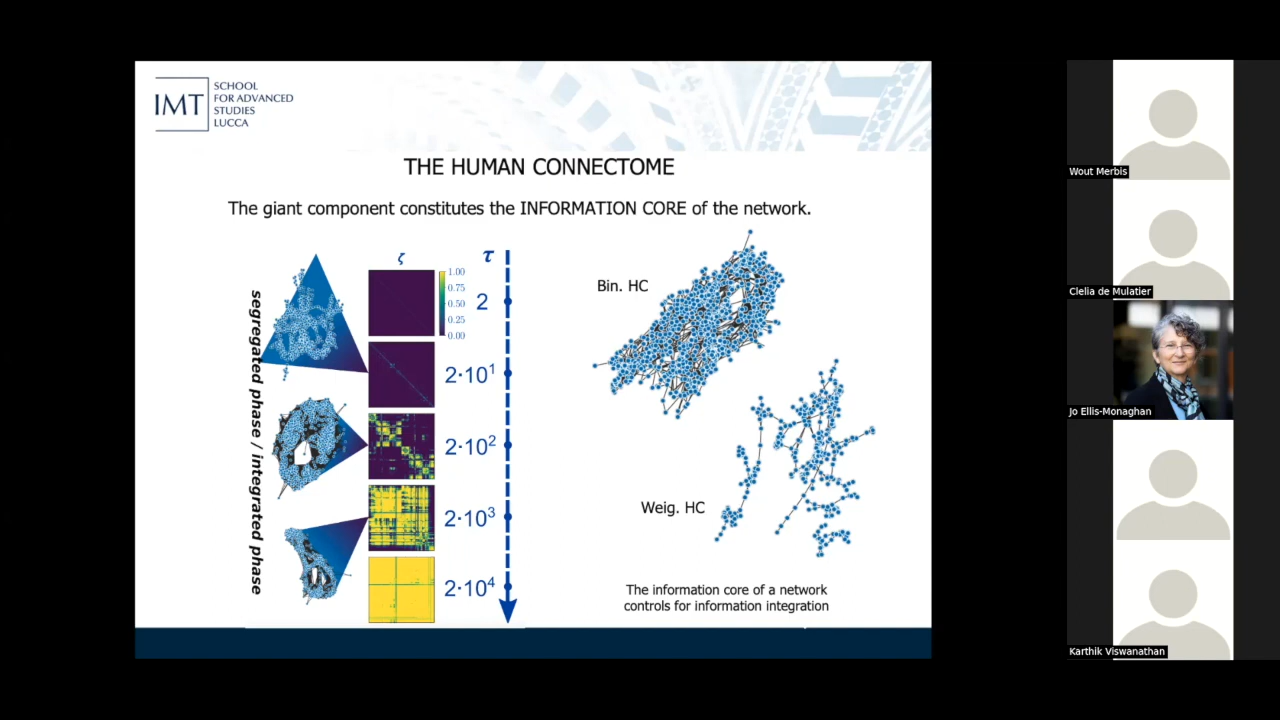 IMT
SCHOOL
FOR ADVANCED
STUDIES
LUCCA
THE HUMAN CONNECTOME
The giant component constitutes the INFORMATION CORE of the network.
segregated phase / integrated phase
ζ
τ
1.00
0.75
0.50
0.25
0.00
2
2·10¹
2·10²
2·10³
2·10⁴
Bin. HC
Weig. HC
The information core of a network
controls for information integration
Wout Merbis
Clelia de Mulatier
Jo Ellis-Monaghan
Karthik Viswanathan